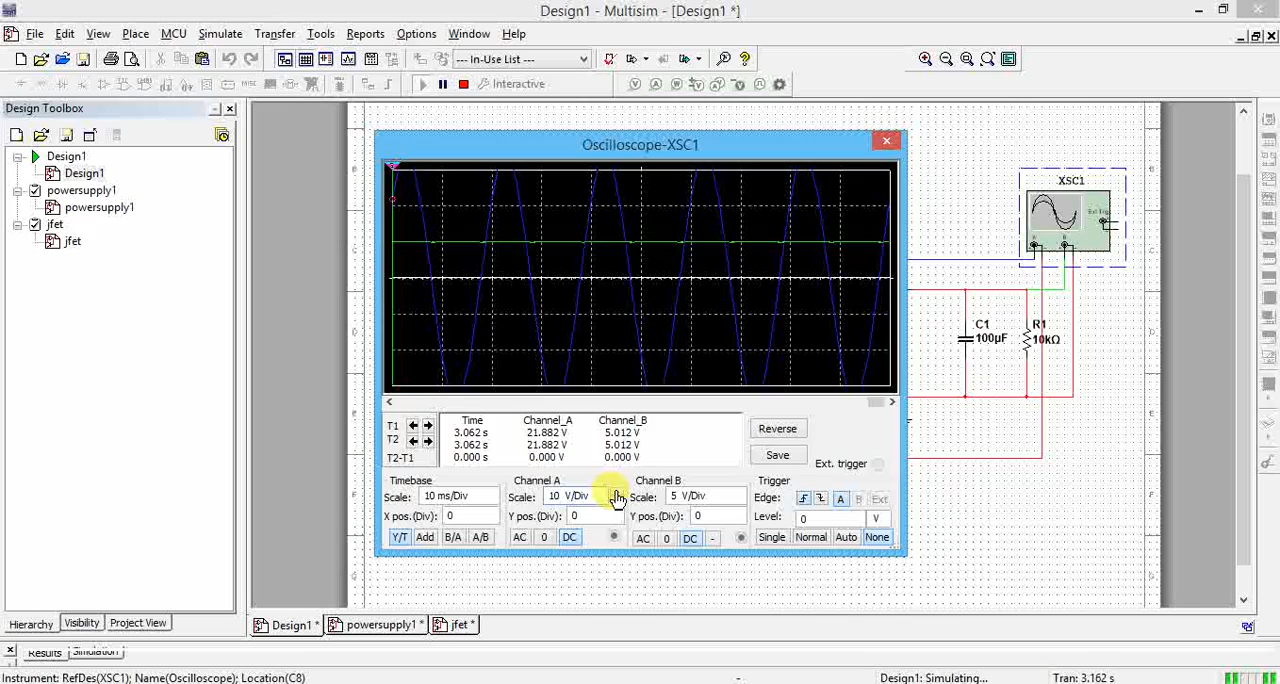 Design1 - Multisim - [Design1 *]
File Edit View Place MCU Simulate Transfer Tools Reports Options Window Help
--- In-Use List ---
Interactive
Design Toolbox
Design1
Design1
powersupply1
powersupply1
jfet
jfet
Oscilloscope-XSC1
XSC1
Ext Trig
C1
100µF
R1
10kΩ
Time Channel_A Channel_B
T1 3.062 s 21.882 V 5.012 V
T2 3.062 s 21.882 V 5.012 V
T2-T1 0.000 s 0.000 V 0.000 V
Reverse
Save
Ext. trigger
Timebase Channel A Channel B Trigger
Scale: 10 ms/Div Scale: 10 V/Div Scale: 5 V/Div Edge: A B Ext
X pos.(Div): 0 Y pos.(Div): 0 Y pos.(Div): 0 Level: 0 V
Y/T Add B/A A/B AC 0 DC AC 0 DC - Single Normal Auto None
Hierarchy Visibility Project View
Design1 * powersupply1 * jfet *
Results Simulation
Instrument: RefDes(XSC1); Name(Oscilloscope); Location(C8) - Design1: Simulating... Tran: 3.162 s